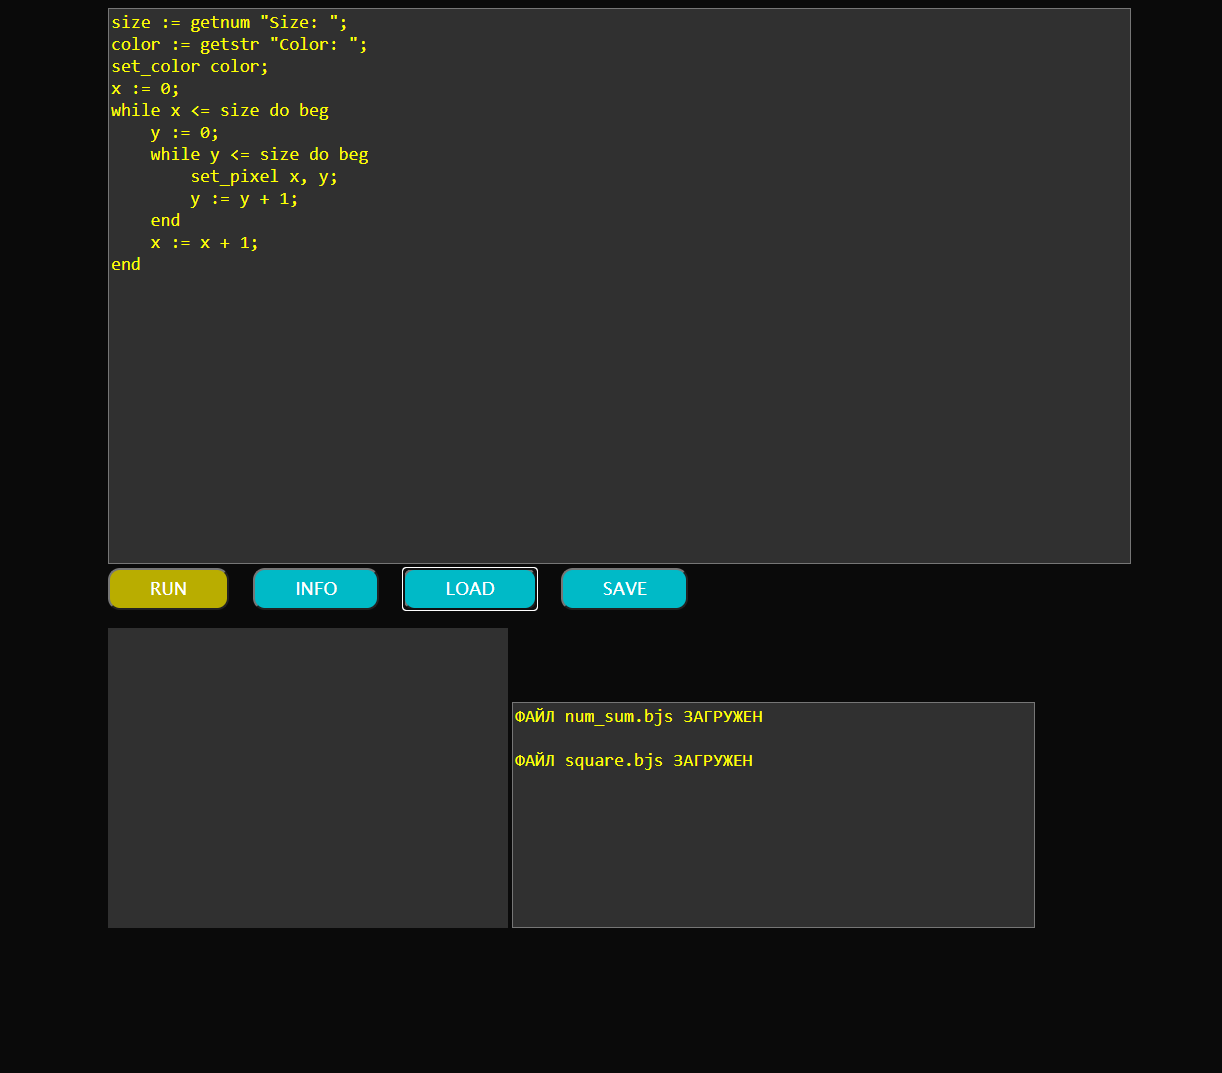 size := getnum "Size: ";
color := getstr "Color: ";
set_color color;
x := 0;
while x <= size do beg
    y := 0;
    while y <= size do beg
        set_pixel x, y;
        y := y + 1;
    end
    x := x + 1;
end
RUN INFO LOAD SAVE
ФАЙЛ num_sum.bjs ЗАГРУЖЕН
ФАЙЛ square.bjs ЗАГРУЖЕН